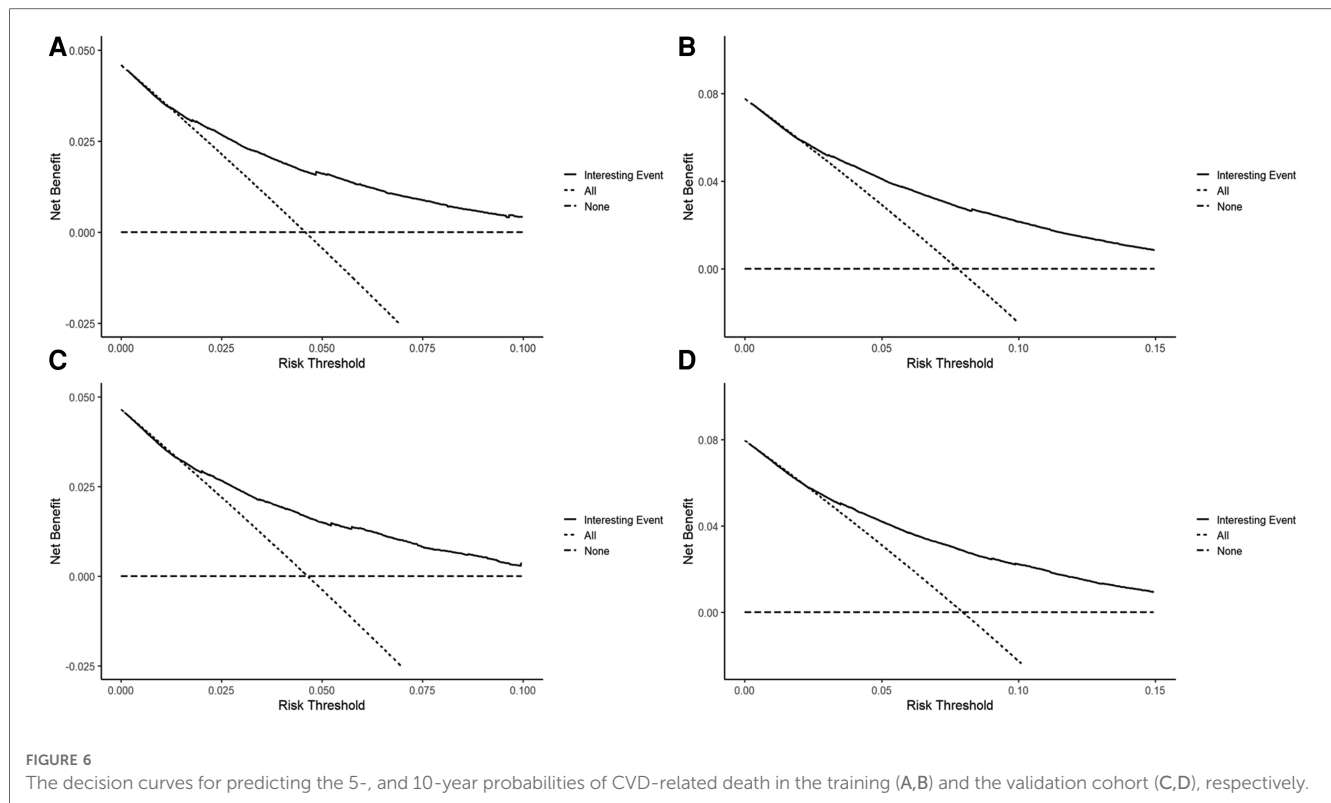 A
0.050
0.025
0.000
-0.025
Net Benefit
0.000
0.025
0.050
0.075
0.100
Risk Threshold
Interesting Event
All
None
B
0.08
0.04
0.00
Net Benefit
0.00
0.05
0.10
0.15
Risk Threshold
Interesting Event
All
None
C
0.050
0.025
0.000
-0.025
Net Benefit
0.000
0.025
0.050
0.075
0.100
Risk Threshold
Interesting Event
All
None
D
0.08
0.04
0.00
Net Benefit
0.00
0.05
0.10
0.15
Risk Threshold
Interesting Event
All
None
FIGURE 6
The decision curves for predicting the 5-, and 10-year probabilities of CVD-related death in the training (A,B) and the validation cohort (C,D), respectively.